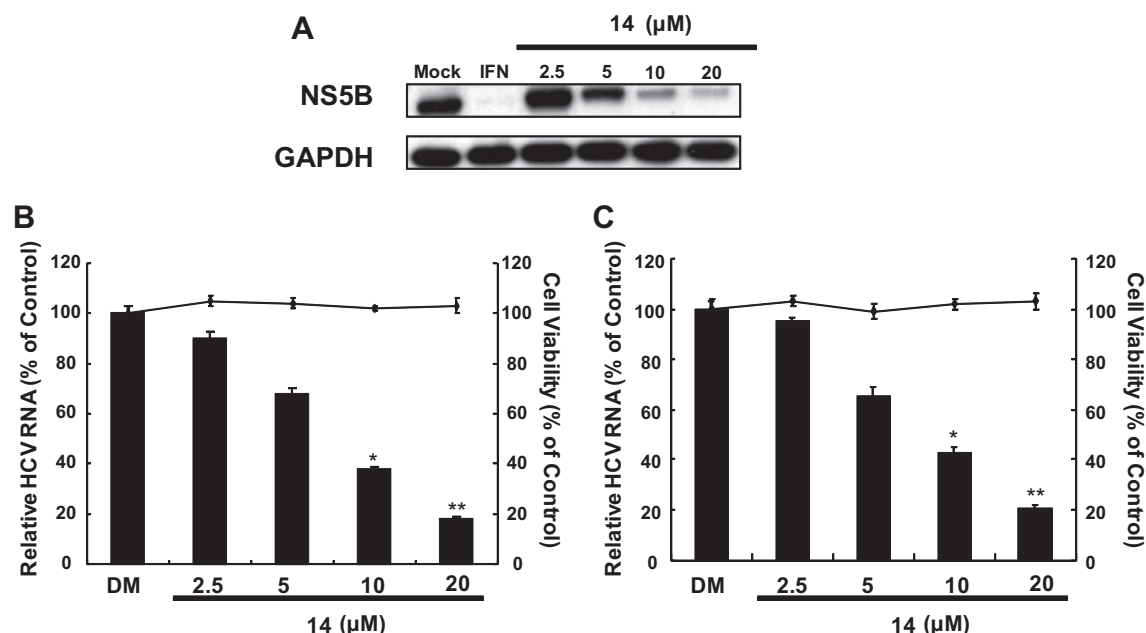 A
14 (μM)
Mock IFN 2.5 5 10 20
NS5B
GAPDH
B
Relative HCV RNA (% of Control)
120
100
80
60
40
20
0
*
**
120
100
80
60
40
20
0
Cell Viability (% of Control)
DM 2.5 5 10 20
14 (μM)
C
Relative HCV RNA (% of Control)
120
100
80
60
40
20
0
*
**
120
100
80
60
40
20
0
Cell Viability (% of Control)
DM 2.5 5 10 20
14 (μM)